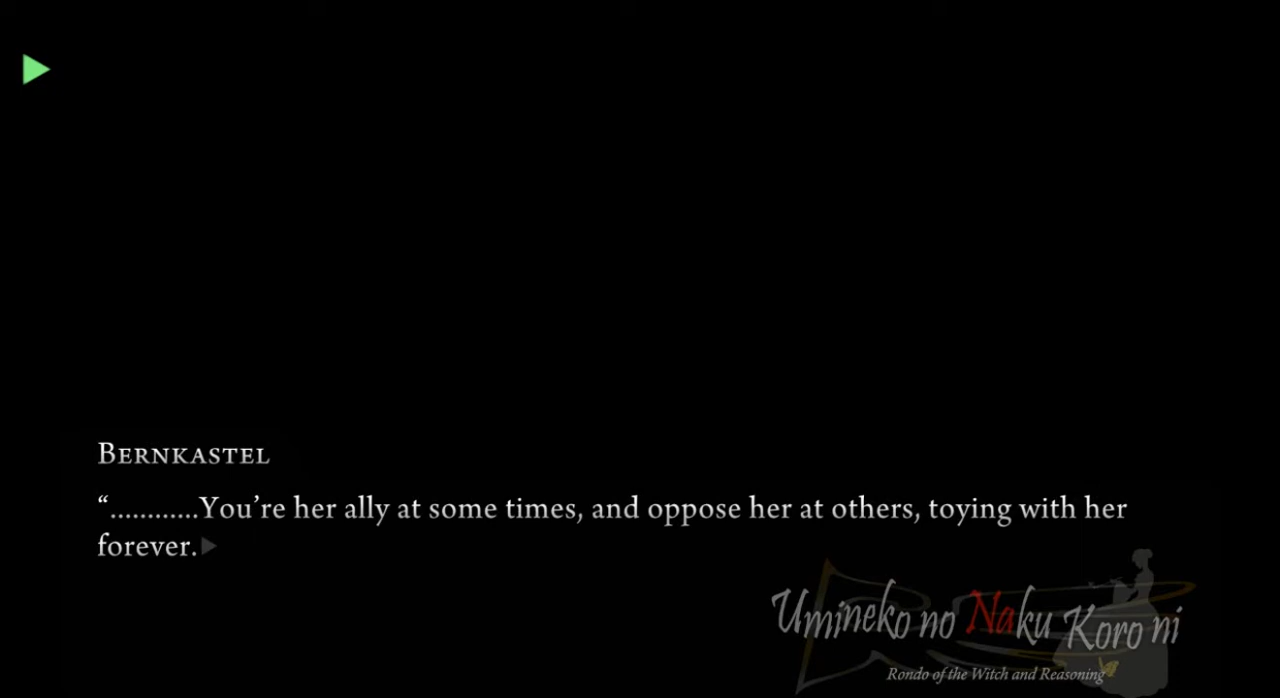 BERNKASTEL
“............You’re her ally at some times, and oppose her at others, toying with her
forever.
Umineko no Naku Koro ni
Rondo of the Witch and Reasoning